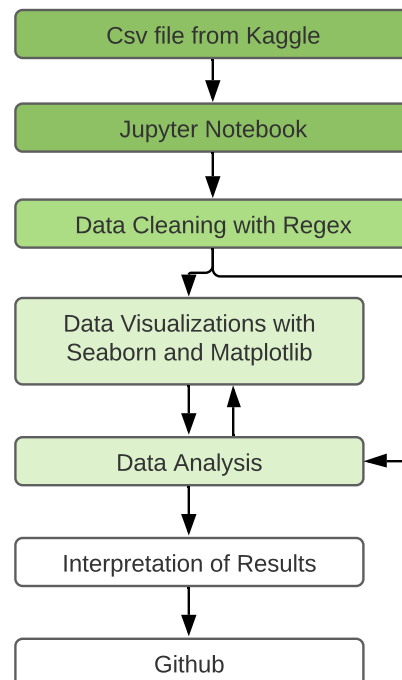 Csv file from Kaggle
Jupyter Notebook
Data Cleaning with Regex
Data Visualizations with
Seaborn and Matplotlib
Data Analysis
Interpretation of Results
Github